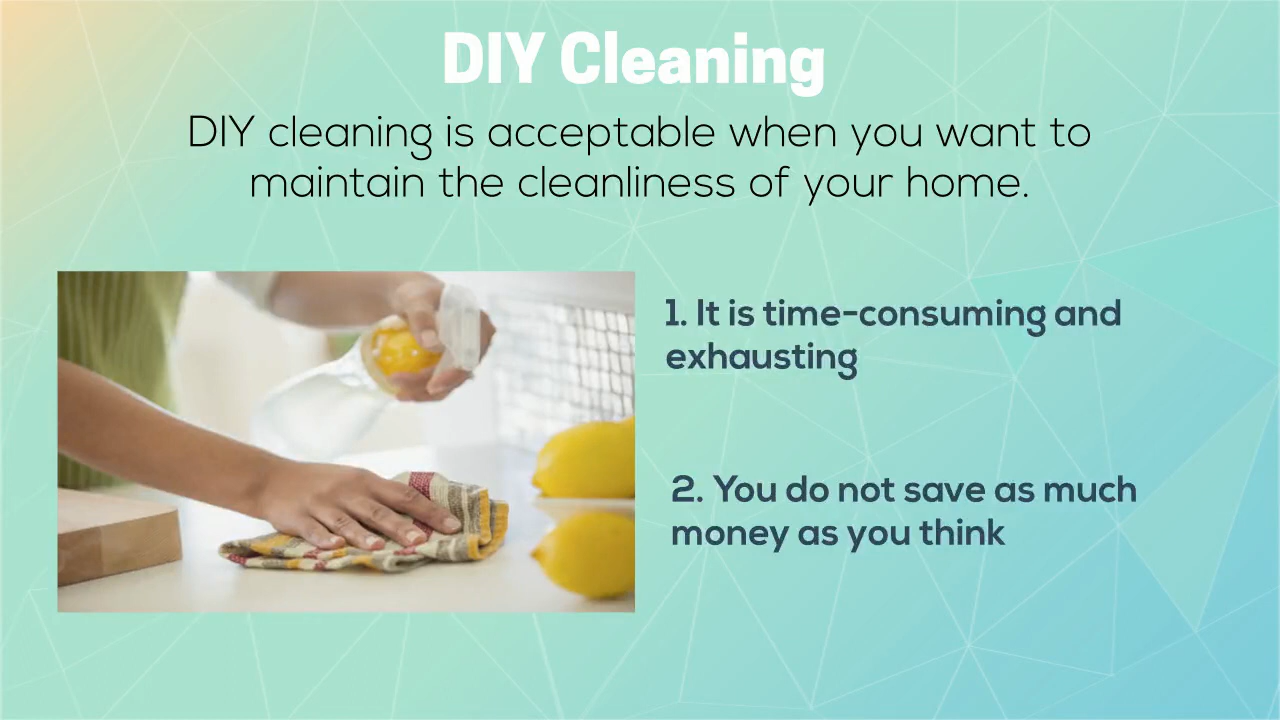 DIY Cleaning
DIY cleaning is acceptable when you want to
maintain the cleanliness of your home.
1. It is time-consuming and
exhausting
2. You do not save as much
money as you think